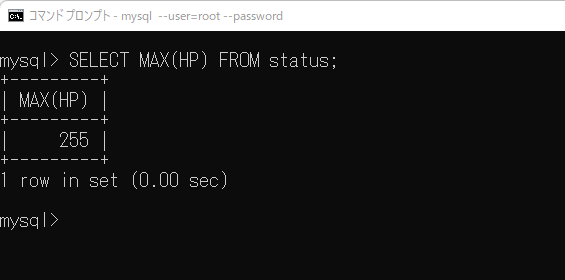 コマンド プロンプト - mysql --user=root --password
mysql> SELECT MAX(HP) FROM status;
+---------+
| MAX(HP) |
+---------+
|     255 |
+---------+
1 row in set (0.00 sec)
mysql>